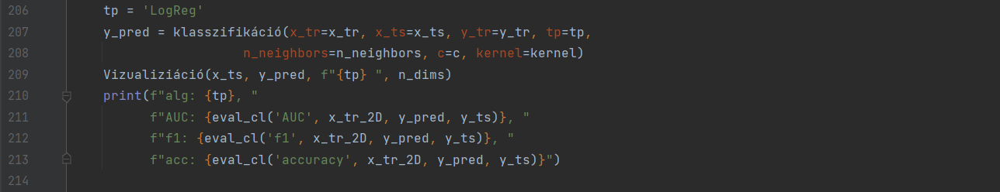 206 tp = 'LogReg'
207 y_pred = klasszifikáció(x_tr=x_tr, x_ts=x_ts, y_tr=y_tr, tp=tp,
208 n_neighbors=n_neighbors, c=c, kernel=kernel)
209 Vizualiziáció(x_ts, y_pred, f"{tp} ", n_dims)
210 print(f"alg: {tp}, "
211 f"AUC: {eval_cl('AUC', x_tr_2D, y_pred, y_ts)}, "
212 f"f1: {eval_cl('f1', x_tr_2D, y_pred, y_ts)}, "
213 f"acc: {eval_cl('accuracy', x_tr_2D, y_pred, y_ts)}")
214